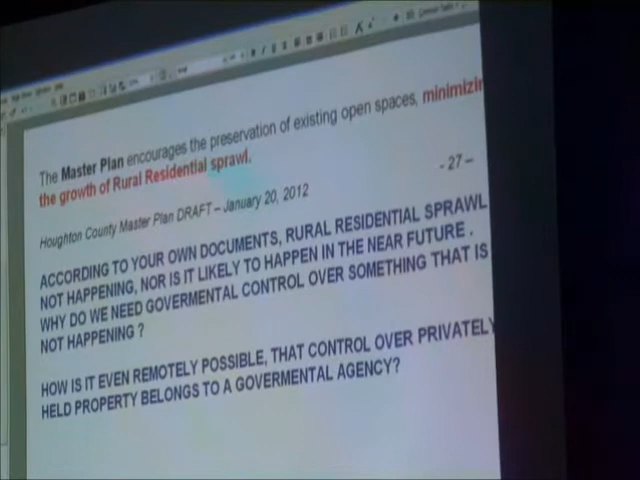 The Master Plan encourages the preservation of existing open spaces, minimizin
the growth of Rural Residential sprawl.
- 27 –
Houghton County Master Plan DRAFT – January 20, 2012
ACCORDING TO YOUR OWN DOCUMENTS, RURAL RESIDENTIAL SPRAWL
NOT HAPPENING, NOR IS IT LIKELY TO HAPPEN IN THE NEAR FUTURE .
WHY DO WE NEED GOVERMENTAL CONTROL OVER SOMETHING THAT IS
NOT HAPPENING ?
HOW IS IT EVEN REMOTELY POSSIBLE, THAT CONTROL OVER PRIVATELY
HELD PROPERTY BELONGS TO A GOVERMENTAL AGENCY?